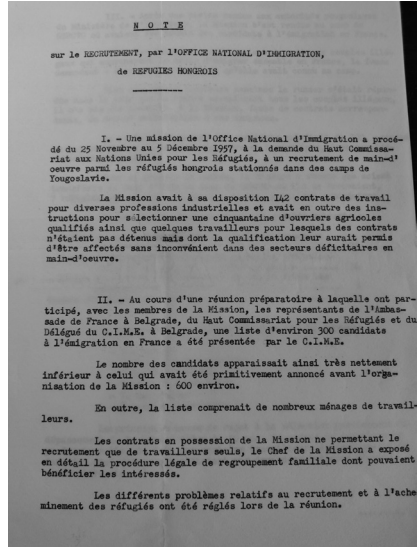 N O T E
sur le RECRUTEMENT, par l'OFFICE NATIONAL D'IMMIGRATION,
de REFUGIES HONGROIS
I. - Une mission de l'Office National d'Immigration a procé-
dé du 25 Novembre au 5 Décembre 1957, à la demande du Haut Commissa-
riat aux Nations Unies pour les Réfugiés, à un recrutement de main-d'
oeuvre parmi les réfugiés hongrois stationnés dans des camps de
Yougoslavie.
La Mission avait à sa disposition I42 contrats de travail
pour diverses professions industrielles et avait en outre des ins-
tructions pour sélectionner une cinquantaine d'ouvriers agricoles
qualifiés ainsi que quelques travailleurs pour lesquels des contrats
n'étaient pas détenus mais dont la qualification leur aurait permis
d'être affectés sans inconvénient dans des secteurs déficitaires en
main-d'oeuvre.
II. - Au cours d'une réunion préparatoire à laquelle ont par-
ticipé, avec les membres de la Mission, les représentants de l'Ambas-
sade de France à Belgrade, du Haut Commissariat pour les Réfugiés et du
Délégué du C.I.M.E. à Belgrade, une liste d'environ 300 candidats
à l'émigration en France a été présentée par le C.I.M.E.
Le nombre des candidats apparaissait ainsi très nettement
inférieur à celui qui avait été primitivement annoncé avant l'orga-
nisation de la Mission : 600 environ.
En outre, la liste comprenait de nombreux ménages de travail-
leurs.
Les contrats en possession de la Mission ne permettant le
recrutement que de travailleurs seuls, le Chef de la Mission a exposé
en détail la procédure légale de regroupement familiale dont pouvaient
bénéficier les intéressés.
Les différents problèmes relatifs au recrutement et à l'ache
minement des réfugiés ont été réglés lors de la réunion.